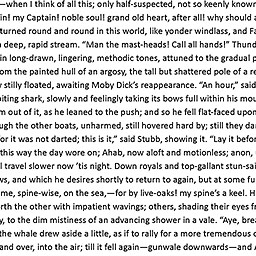 —when I think of all this; only half-suspected, not so keenly known
in! my Captain! noble soul! grand old heart, after all! why should a
turned round and round in this world, like yonder windlass, and Fa
deep, rapid stream. "Man the mast-heads! Call all hands!" Thund
in long-drawn, lingering, methodic tones, attuned to the gradual p
om the painted hull of an argosy, the tall but shattered pole of a re
y stilly floated, awaiting Moby Dick's reappearance. "An hour," said
iting shark, slowly and feelingly taking its bows full within his mou
m out of it, as he leaned to the push; and so he fell flat-faced upon
ugh the other boats, unharmed, still hovered hard by; still they dar
for it was not darted; this is it," said Stubb, showing it. "Lay it befor
this way the day wore on; Ahab, now aloft and motionless; anon,
l travel slower now 'tis night. Down royals and top-gallant stun-sai
ws, and which he desires shortly to return to again, but at some fu
me, spine-wise, on the sea,—for by live-oaks! my spine's a keel. H
orth the other with impatient wavings; others, shading their eyes fr
y, to the dim mistiness of an advancing shower in a vale. "Aye, brea
the whale drew aside a little, as if to rally for a more tremendous
and over, into the air; till it fell again—gunwale downwards—and A